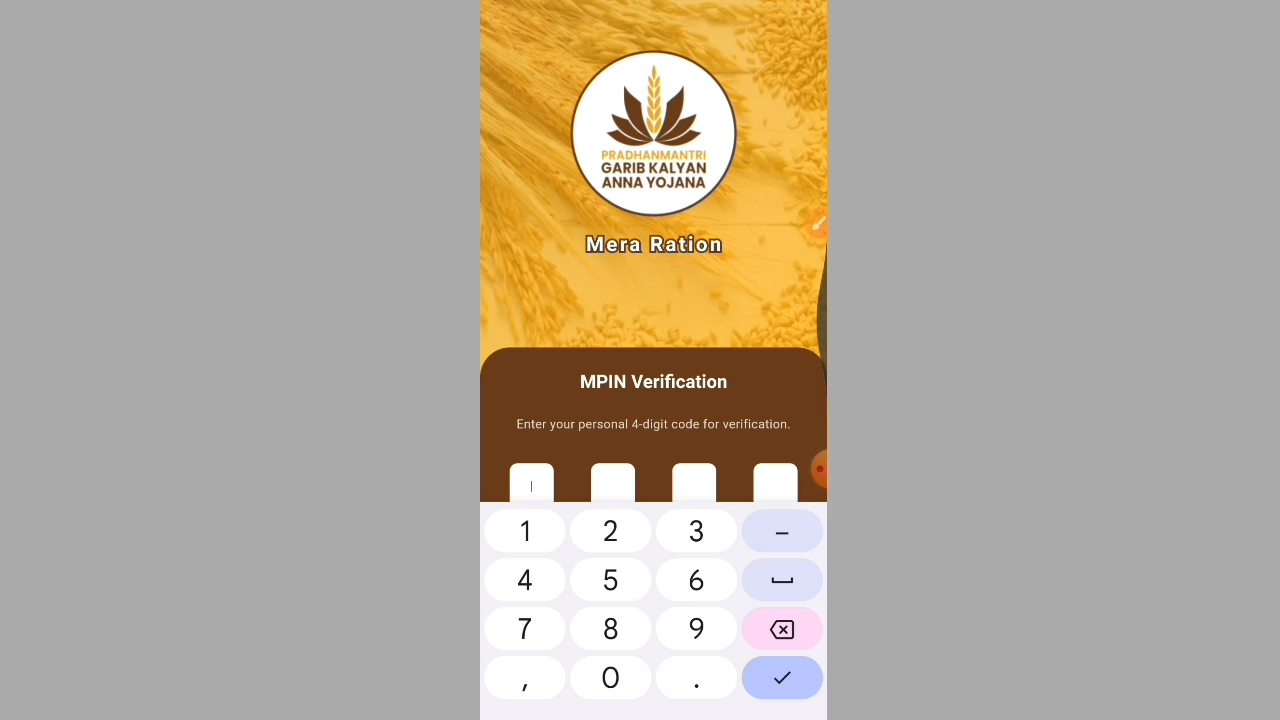 PRADHANMANTRI
GARIB KALYAN
ANNA YOJANA
Mera Ration
MPIN Verification
Enter your personal 4-digit code for verification.
1 2 3 –
4 5 6
7 8 9
, 0 .